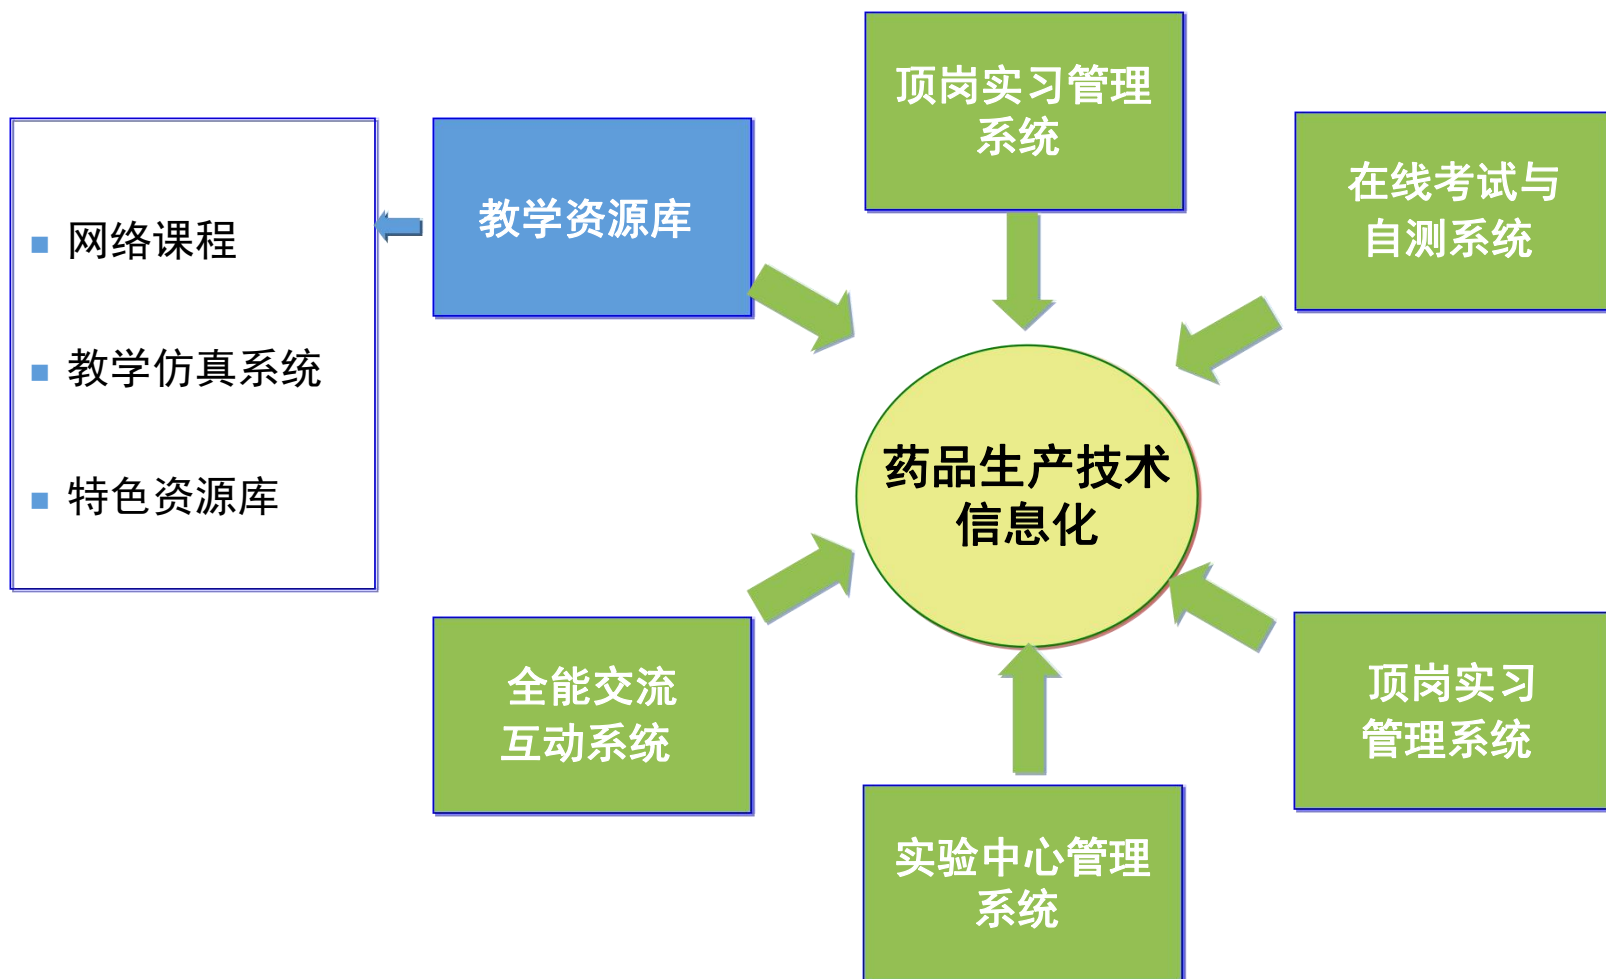 顶岗实习管理
系统
在线考试与
自测系统
教学资源库
网络课程
教学仿真系统
特色资源库
药品生产技术
信息化
全能交流
互动系统
顶岗实习
管理系统
实验中心管理
系统